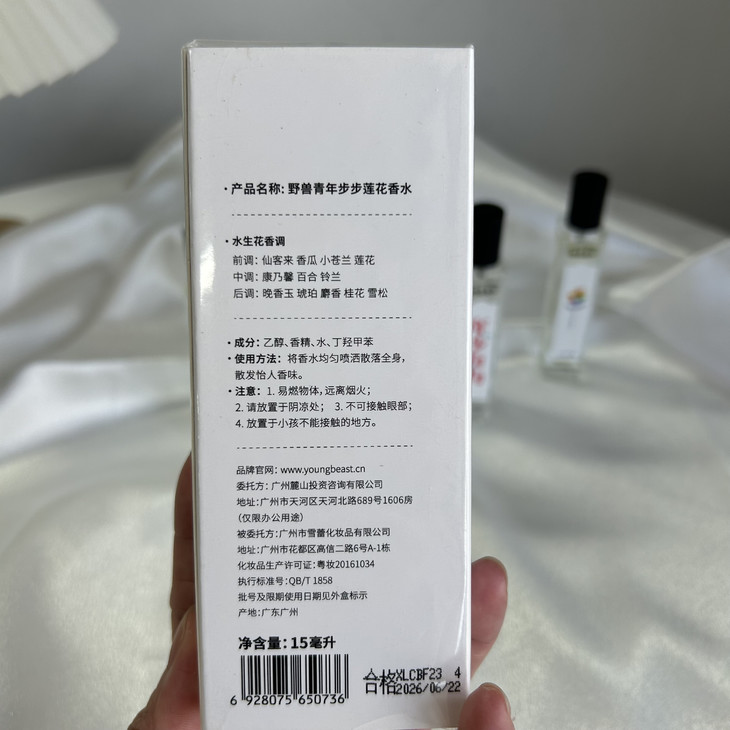 ·产品名称: 野兽青年步步莲花香水
·水生花香调
前调: 仙客来 香瓜 小苍兰 莲花
中调: 康乃馨 百合 铃兰
后调: 晚香玉 琥珀 麝香 桂花 雪松
·成分: 乙醇、香精、水、丁羟甲苯
·使用方法: 将香水均匀喷洒散落全身,
散发怡人香味。
·注意: 1. 易燃物体, 远离烟火;
2. 请放置于阴凉处; 3. 不可接触眼部;
4. 放置于小孩不能接触的地方。
品牌官网: www.youngbeast.cn
委托方: 广州麓山投资咨询有限公司
地址: 广州市天河区天河北路689号1606房
(仅限办公用途)
被委托方: 广州市雪蕾化妆品有限公司
地址: 广州市花都区高信二路6号A-1栋
化妆品生产许可证: 粤妆20161034
执行标准号: QB/T 1858
批号及限期使用日期见外盒标示
产地: 广东广州
净含量: 15毫升
6 928075 650736
合格 XLCBF23 4
2026/06/22